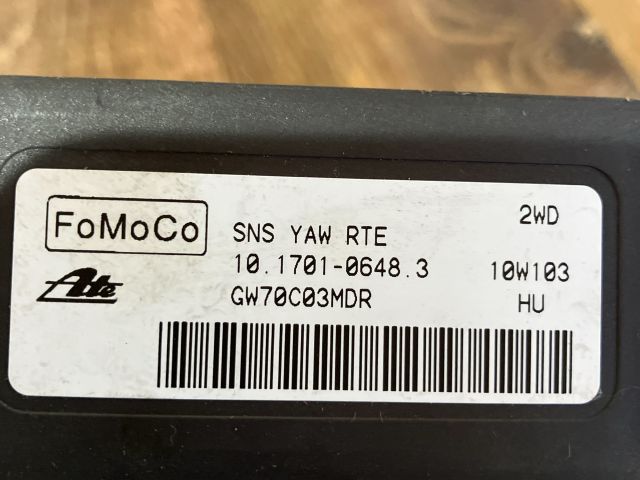 FoMoCo
Ate
SNS YAW RTE
10.1701-0648.3
GW70C03MDR
2WD
10W103
HU